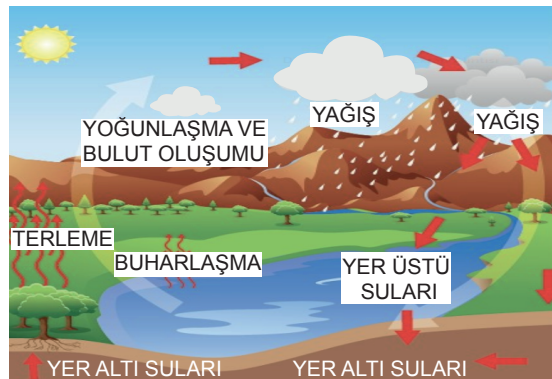 YAĞIŞ
YAĞIŞ
YOĞUNLAŞMA VE
BULUT OLUŞUMU
TERLEME
BUHARLAŞMA
YER ÜSTÜ
SULARI
YER ALTI SULARI
YER ALTI SULARI